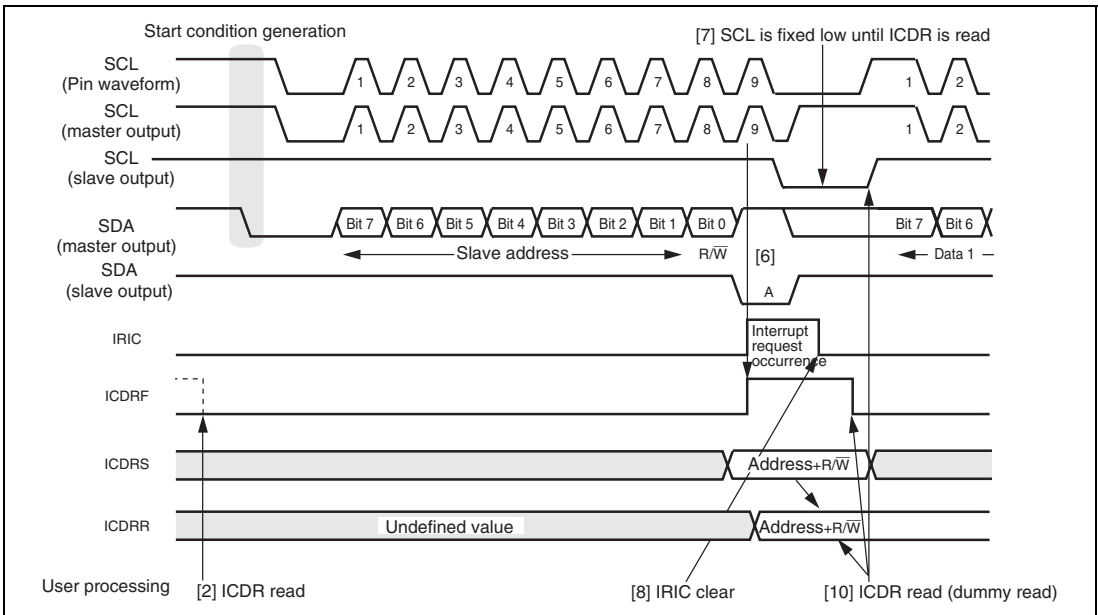 Start condition generation
[7] SCL is fixed low until ICDR is read
SCL
(Pin waveform)
1 2 3 4 5 6 7 8 9 1 2
SCL
(master output)
1 2 3 4 5 6 7 8 9 1 2
SCL
(slave output)
SDA
(master output)
Bit 7 Bit 6 Bit 5 Bit 4 Bit 3 Bit 2 Bit 1 Bit 0 Bit 7 Bit 6
Slave address R/W̅ [6] Data 1
SDA
(slave output)
A
IRIC
Interrupt
request
occurrence
ICDRF
ICDRS
Address+R/W̅
ICDRR
Undefined value
Address+R/W̅
User processing
[2] ICDR read
[8] IRIC clear
[10] ICDR read (dummy read)